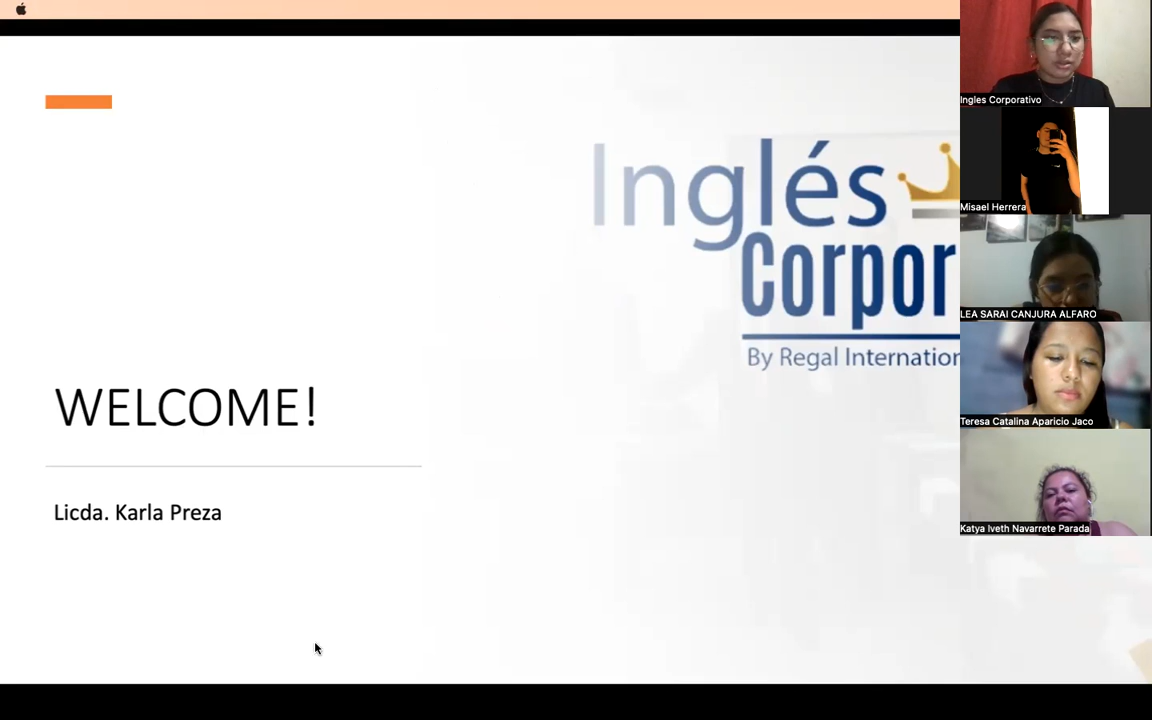 Inglés
Corpor
By Regal Internation
WELCOME!
Licda. Karla Preza
Ingles Corporativo
Misael Herrera
LEA SARAI CANJURA ALFARO
Teresa Catalina Aparicio Jaco
Katya Iveth Navarrete Parada